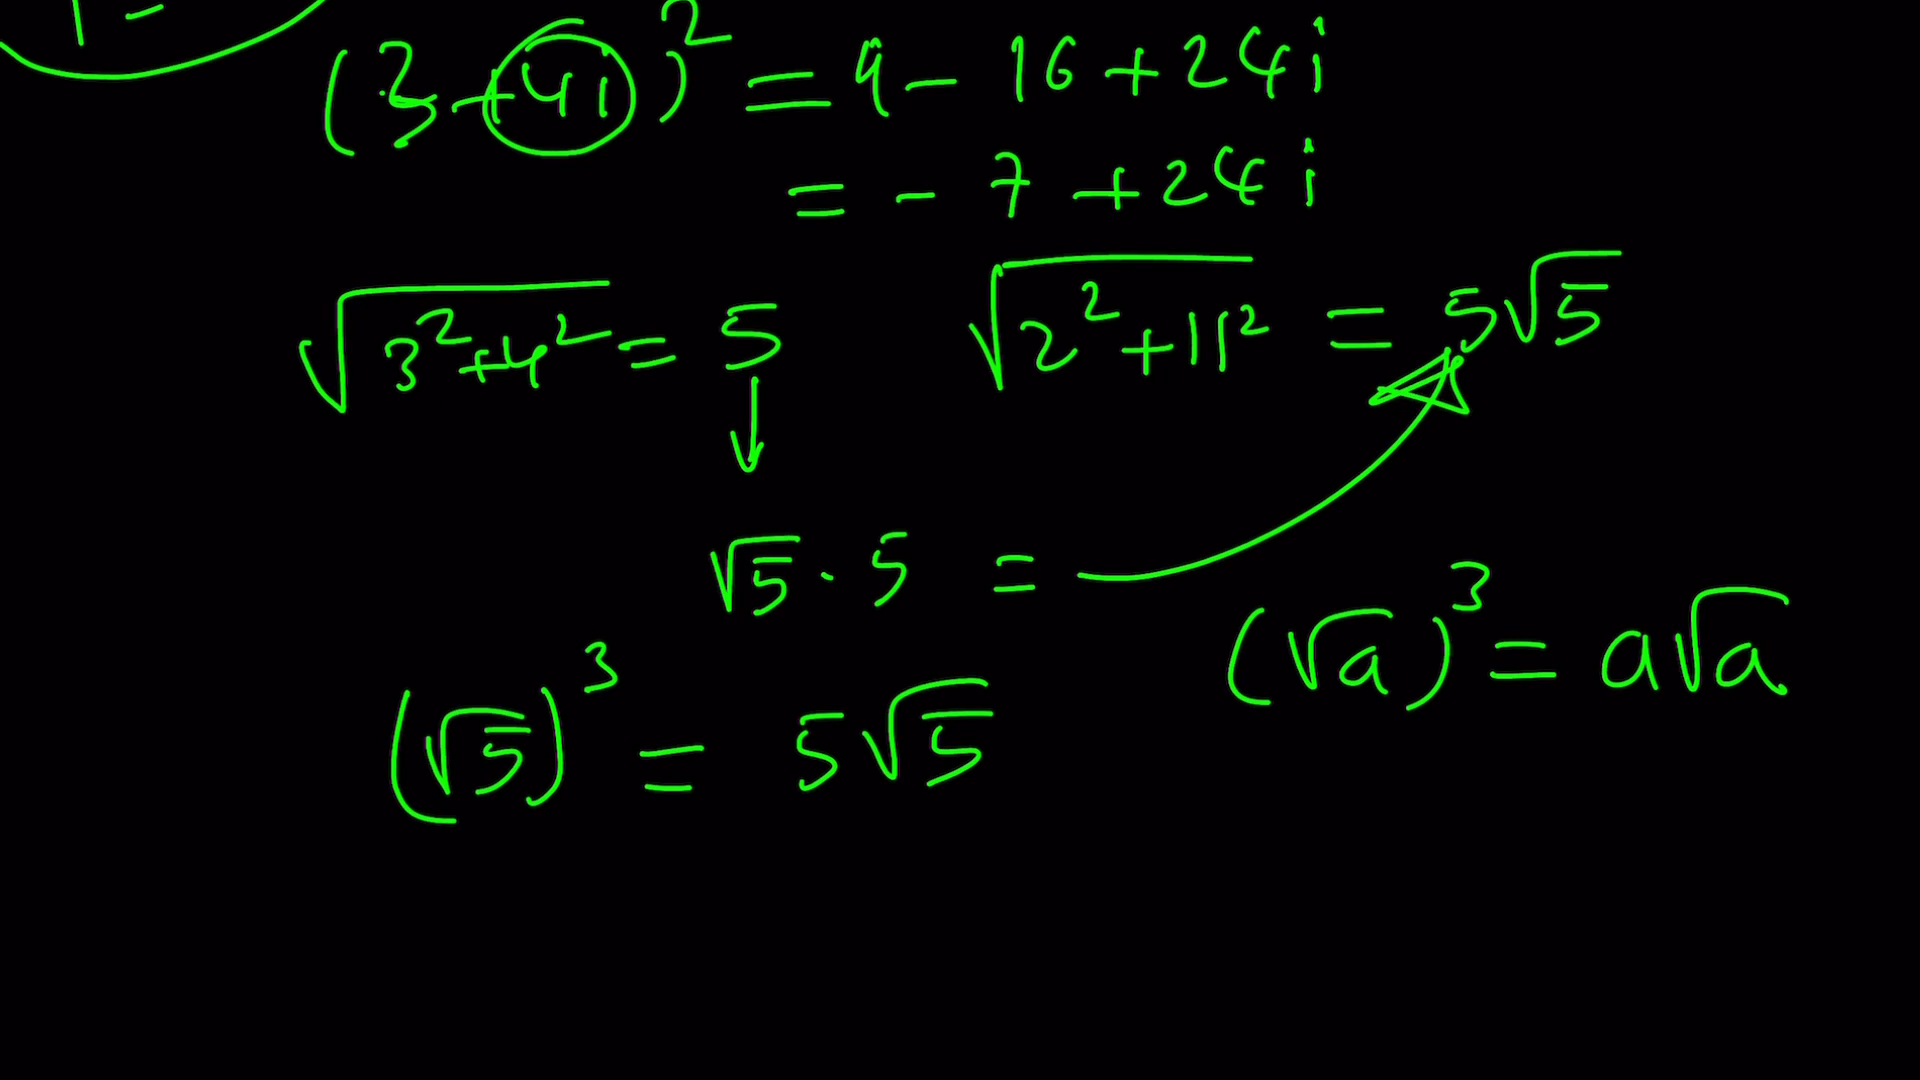 1 -
(3+4i)² = 9 - 16 + 24i
= - 7 + 24i
√(3²+4²) = 5   √(2²+11²) = 5√5
√5 · 5 =
(√a)³ = a√a
(√5)³ = 5√5